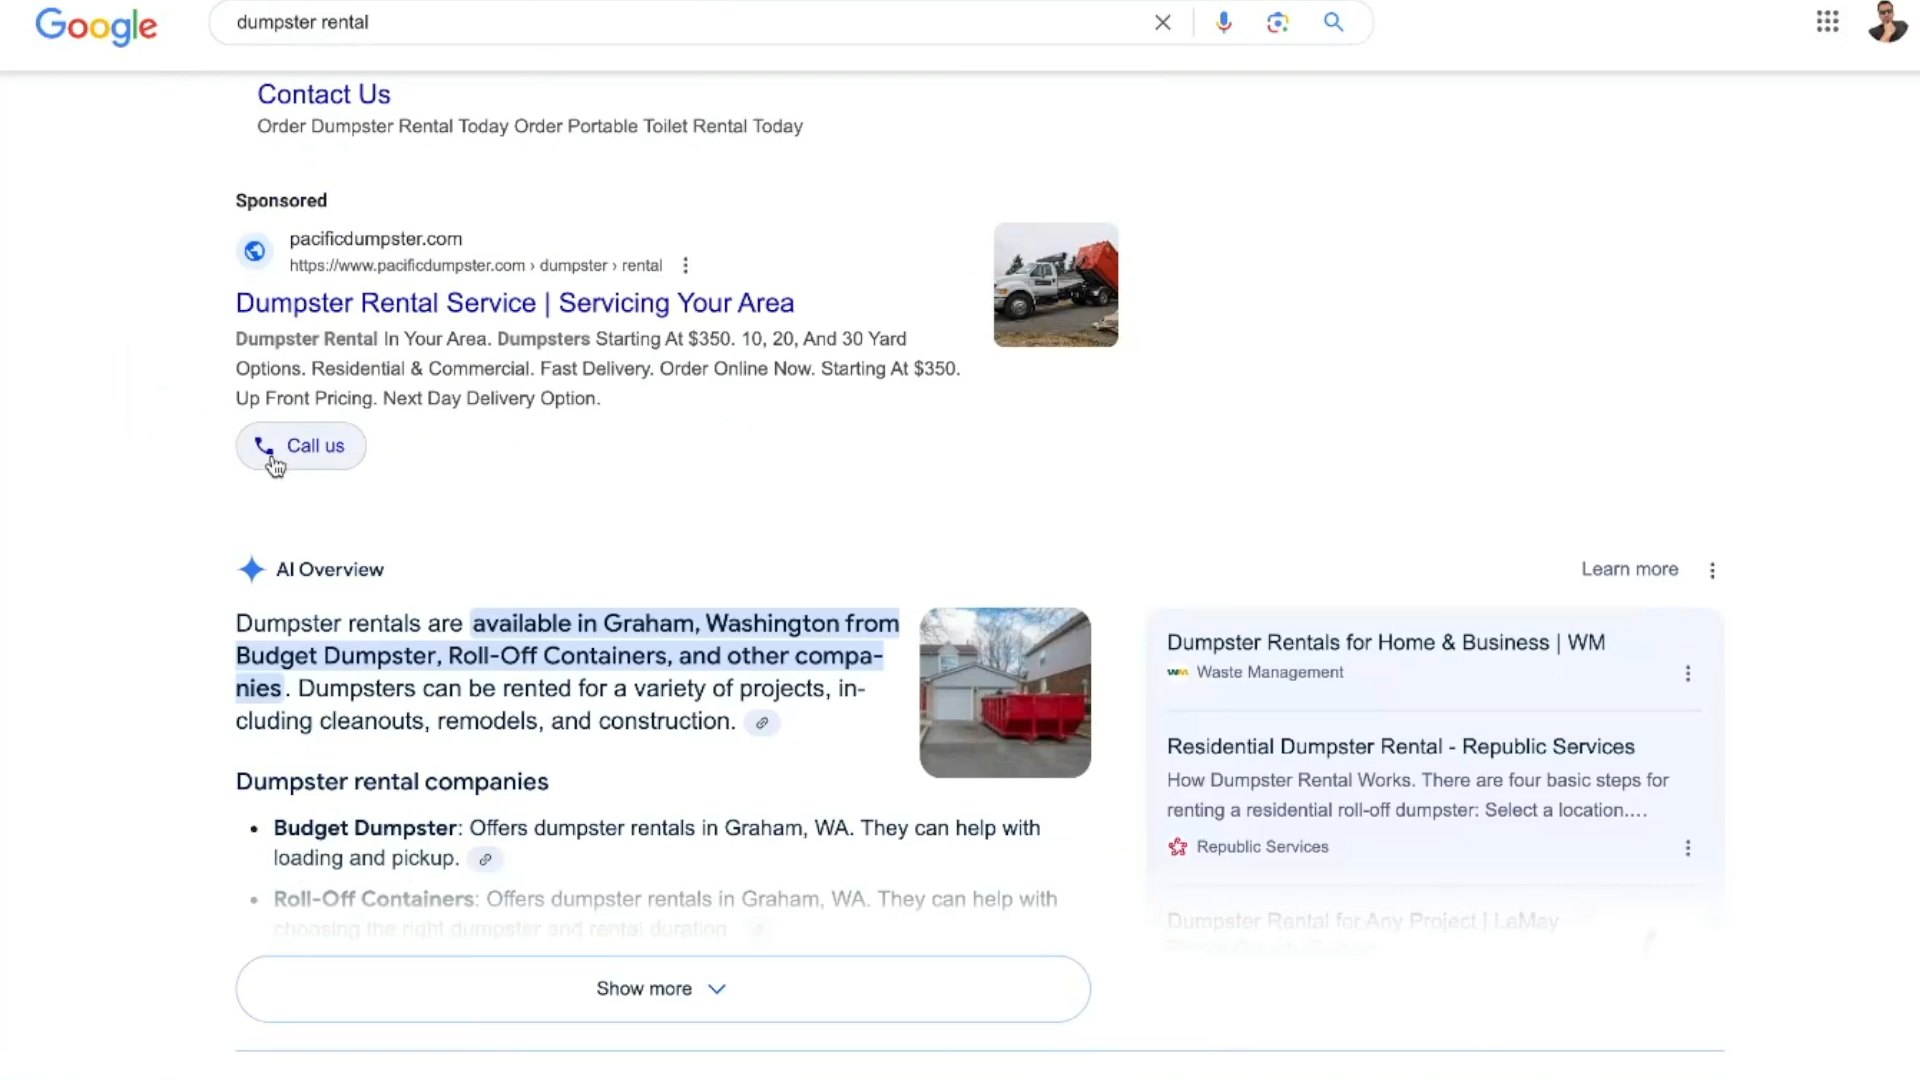 Google
dumpster rental
Contact Us
Order Dumpster Rental Today Order Portable Toilet Rental Today
Sponsored
pacificdumpster.com
https://www.pacificdumpster.com › dumpster › rental
Dumpster Rental Service | Servicing Your Area
Dumpster Rental In Your Area. Dumpsters Starting At $350. 10, 20, And 30 Yard
Options. Residential & Commercial. Fast Delivery. Order Online Now. Starting At $350.
Up Front Pricing. Next Day Delivery Option.
Call us
AI Overview
Learn more
Dumpster rentals are available in Graham, Washington from
Budget Dumpster, Roll-Off Containers, and other compa-
nies. Dumpsters can be rented for a variety of projects, in-
cluding cleanouts, remodels, and construction.
Dumpster rental companies
Budget Dumpster: Offers dumpster rentals in Graham, WA. They can help with
loading and pickup.
Roll-Off Containers: Offers dumpster rentals in Graham, WA. They can help with
choosing the right dumpster and rental duration
Show more
Dumpster Rentals for Home & Business | WM
Waste Management
Residential Dumpster Rental - Republic Services
How Dumpster Rental Works. There are four basic steps for
renting a residential roll-off dumpster: Select a location....
Republic Services
Dumpster Rental for Any Project | LeMay